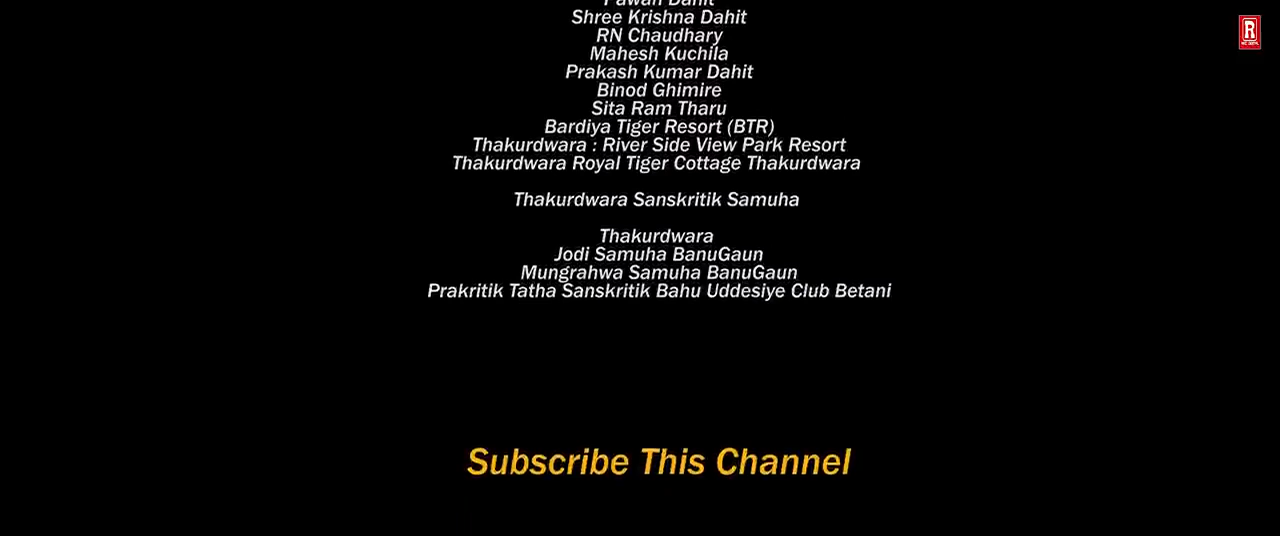 Pawan Dahit
Shree Krishna Dahit
RN Chaudhary
Mahesh Kuchila
Prakash Kumar Dahit
Binod Ghimire
Sita Ram Tharu
Bardiya Tiger Resort (BTR)
Thakurdwara : River Side View Park Resort
Thakurdwara Royal Tiger Cottage Thakurdwara
Thakurdwara Sanskritik Samuha
Thakurdwara
Jodi Samuha BanuGaun
Mungrahwa Samuha BanuGaun
Prakritik Tatha Sanskritik Bahu Uddesiye Club Betani
Subscribe This Channel
R